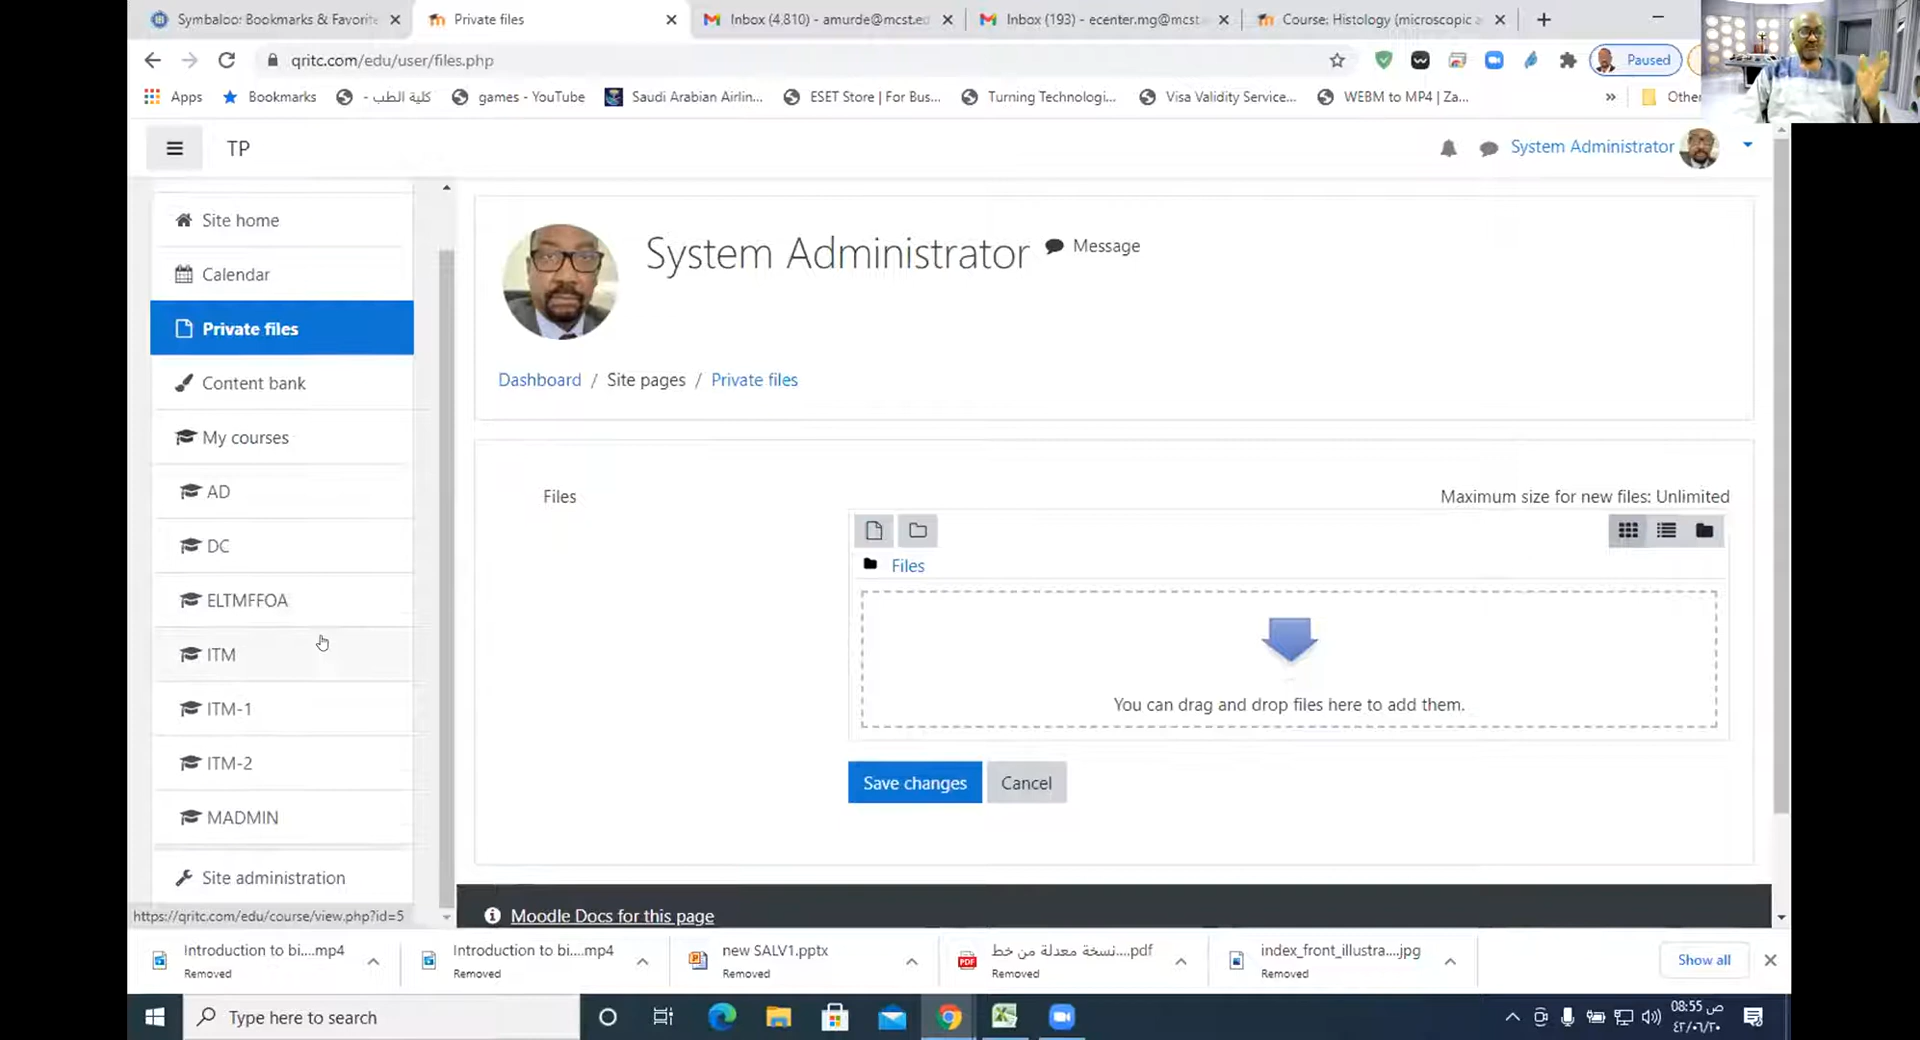 Symbaloo: Bookmarks & Favorite
Private files
Inbox (4.810) - amurde@mcst.ed
Inbox (193) - ecenter.mg@mcst
Course: Histology (microscopic a
qritc.com/edu/user/files.php
Paused
Apps
Bookmarks
كلية الطب -
games - YouTube
Saudi Arabian Airlin...
ESET Store | For Bus...
Turning Technologi...
Visa Validity Service...
WEBM to MP4 | Za...
»
Other
TP
System Administrator
Site home
Calendar
Private files
Content bank
My courses
AD
DC
ELTMFFOA
ITM
ITM-1
ITM-2
MADMIN
Site administration
https://qritc.com/edu/course/view.php?id=5
System Administrator
Message
Dashboard / Site pages / Private files
Files
Maximum size for new files: Unlimited
Files
You can drag and drop files here to add them.
Save changes
Cancel
Moodle Docs for this page
Introduction to bi....mp4
Removed
Introduction to bi....mp4
Removed
new SALV1.pptx
Removed
نسخة معدلة من خط....pdf
Removed
index_front_illustra....jpg
Removed
Show all
Type here to search
08:55 ص
٤٢/٠٦/٢٠